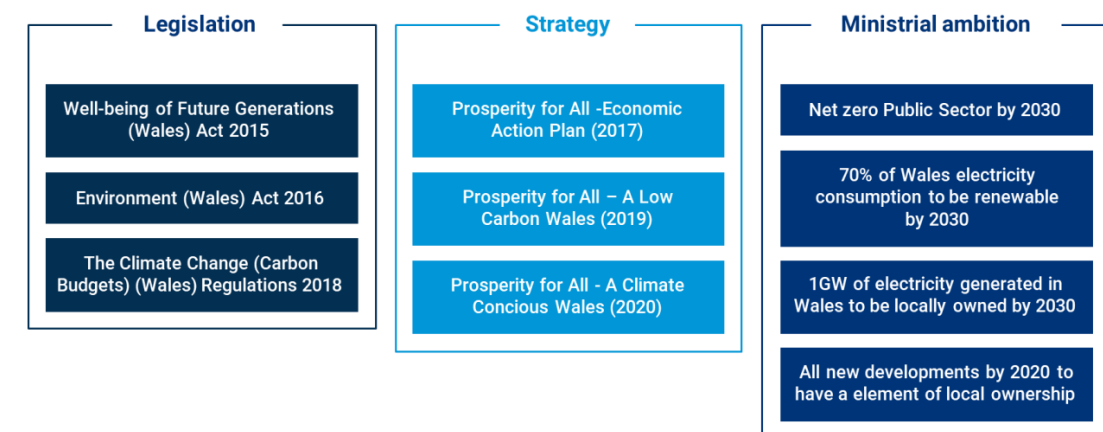 Legislation
Well-being of Future Generations
(Wales) Act 2015
Environment (Wales) Act 2016
The Climate Change (Carbon
Budgets) (Wales) Regulations 2018
Strategy
Prosperity for All -Economic
Action Plan (2017)
Prosperity for All – A Low
Carbon Wales (2019)
Prosperity for All - A Climate
Concious Wales (2020)
Ministrial ambition
Net zero Public Sector by 2030
70% of Wales electricity
consumption to be renewable
by 2030
1GW of electricity generated in
Wales to be locally owned by 2030
All new developments by 2020 to
have a element of local ownership